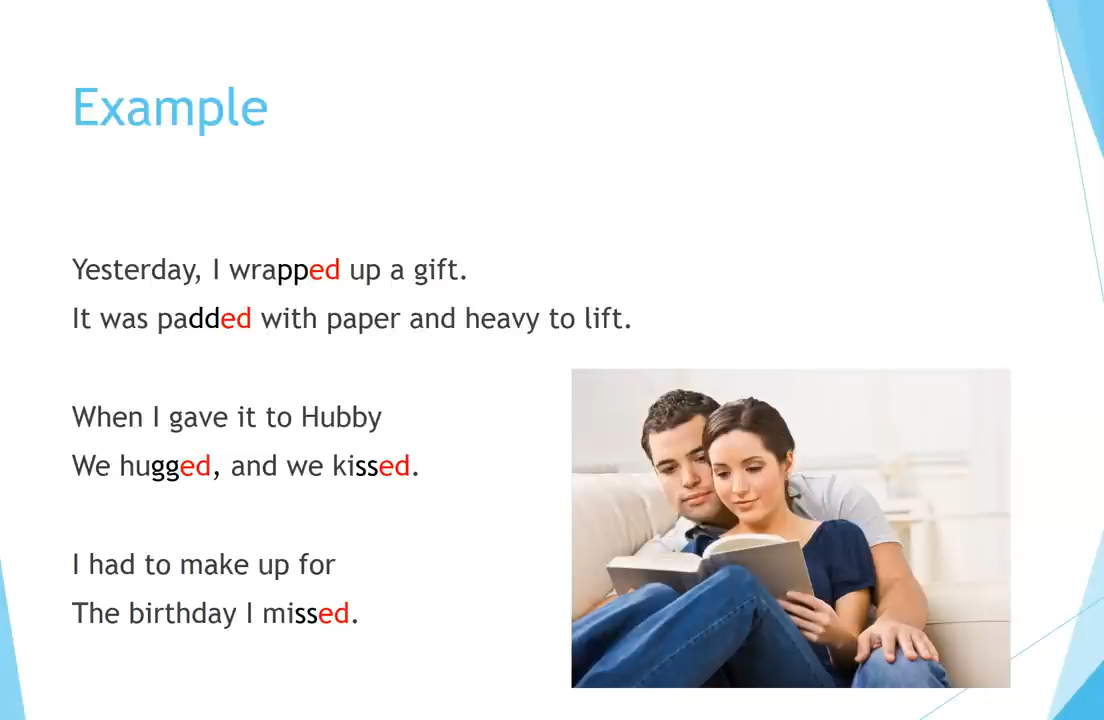 Example
Yesterday, I wrapped up a gift.
It was padded with paper and heavy to lift.
When I gave it to Hubby
We hugged, and we kissed.
I had to make up for
The birthday I missed.